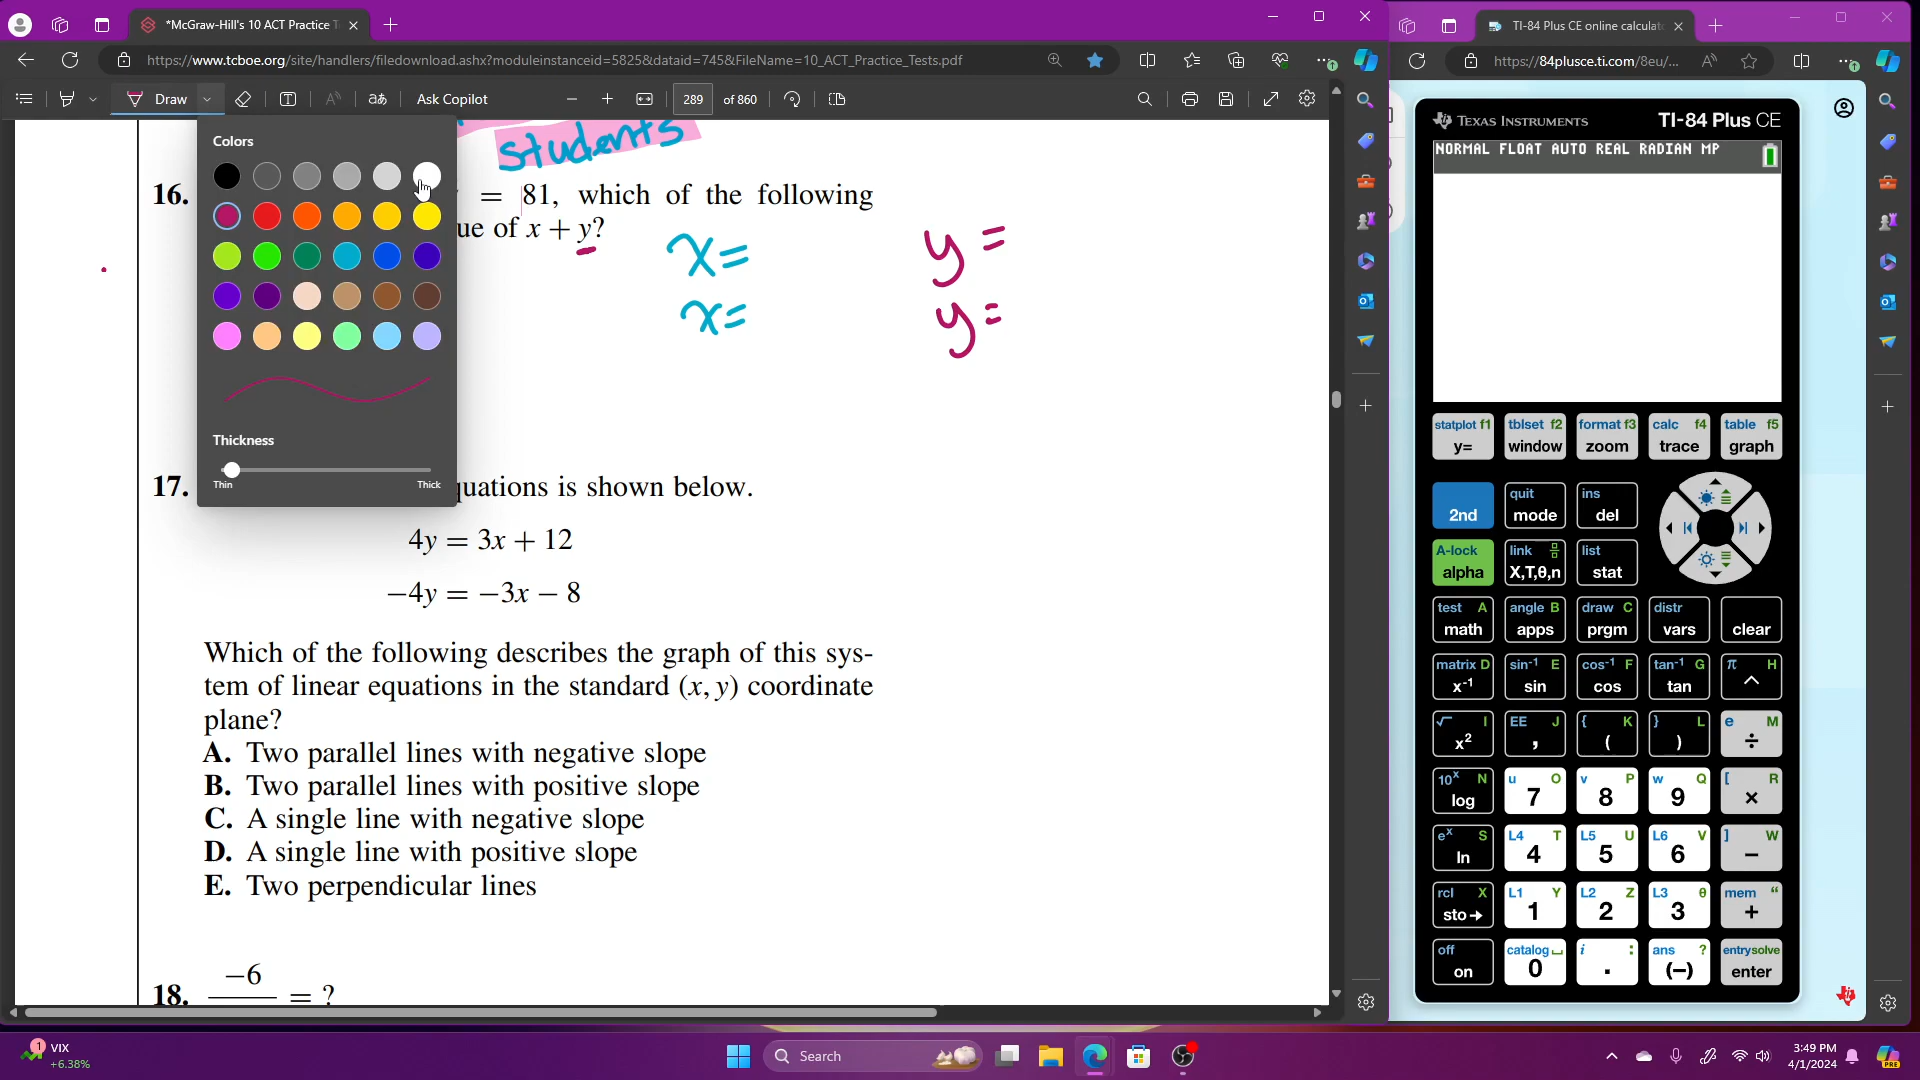 *McGraw-Hill's 10 ACT Practice T
https://www.tcboe.org/site/handlers/filedownload.ashx?moduleinstanceid=5825&dataid=745&FileName=10_ACT_Practice_Tests.pdf
Draw
Ask Copilot
289 of 860
Colors
Thickness
Thin
Thick
students
16. = 81, which of the following
ue of x + y?
x= y=
x= y=
17. quations is shown below.
4y = 3x + 12
−4y = −3x − 8
Which of the following describes the graph of this sys-
tem of linear equations in the standard (x, y) coordinate
plane?
A. Two parallel lines with negative slope
B. Two parallel lines with positive slope
C. A single line with negative slope
D. A single line with positive slope
E. Two perpendicular lines
−6
18. = ?
TI-84 Plus CE online calculat
https://84plusce.ti.com/8eu/...
TEXAS INSTRUMENTS TI-84 Plus CE
NORMAL FLOAT AUTO REAL RADIAN MP
statplot f1 tblset f2 format f3 calc f4 table f5
y= window zoom trace graph
quit ins
2nd mode del
A-lock link list
alpha X,T,θ,n stat
test A angle B draw C distr
math apps prgm vars clear
matrix D sin⁻¹ E cos⁻¹ F tan⁻¹ G π H
x⁻¹ sin cos tan ^
√ I EE J { K } L e M
x² , ( ) ÷
10ˣ N u O v P w Q [ R
log 7 8 9 ×
eˣ S L4 T L5 U L6 V ] W
ln 4 5 6 −
rcl X L1 Y L2 Z L3 θ mem "
sto→ 1 2 3 +
off catalog i : ans ? entry solve
on 0 . (−) enter
1
VIX
+6.38%
Search
3:49 PM
4/1/2024
PRE